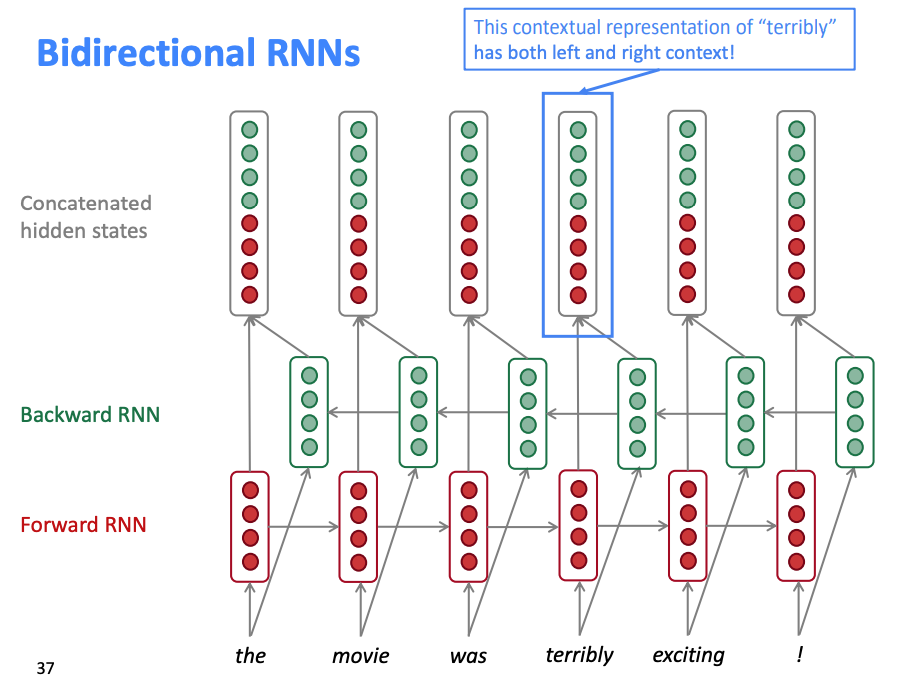 Bidirectional RNNs
This contextual representation of “terribly”
has both left and right context!
Concatenated
hidden states
Backward RNN
Forward RNN
the movie was terribly exciting !
37